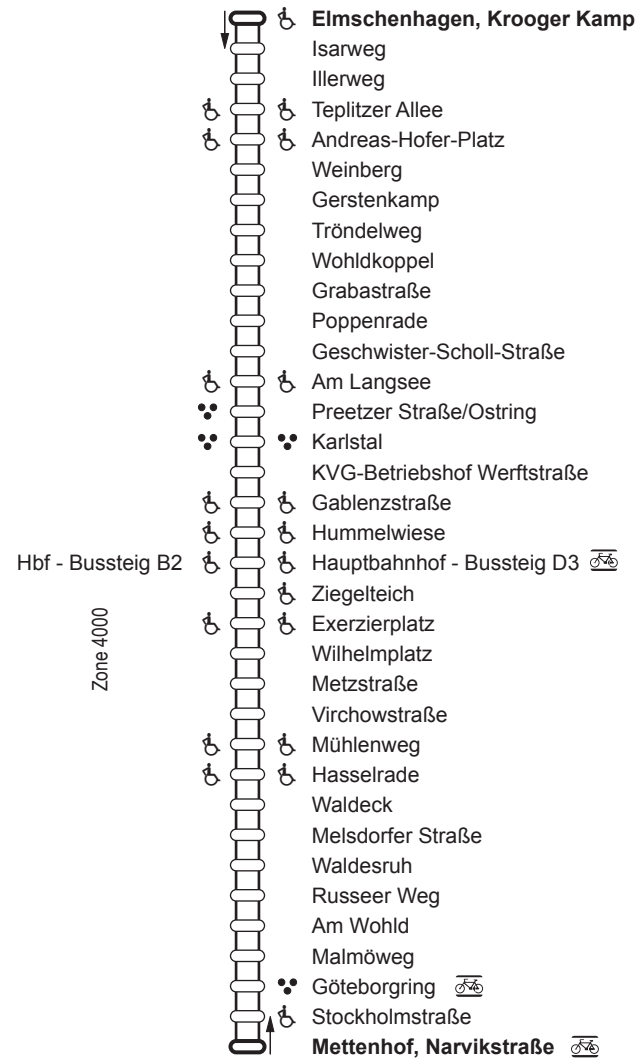 Elmschenhagen, Krooger Kamp
Isarweg
Illerweg
Teplitzer Allee
Andreas-Hofer-Platz
Weinberg
Gerstenkamp
Tröndelweg
Wohldkoppel
Grabastraße
Poppenrade
Geschwister-Scholl-Straße
Am Langsee
Preetzer Straße/Ostring
Karlstal
KVG-Betriebshof Werftstraße
Gablenzstraße
Hummelwiese
Hbf - Bussteig B2 Hauptbahnhof - Bussteig D3
Ziegelteich
Exerzierplatz
Zone 4000
Wilhelmplatz
Metzstraße
Virchowstraße
Mühlenweg
Hasselrade
Waldeck
Melsdorfer Straße
Waldesruh
Russeer Weg
Am Wohld
Malmöweg
Göteborgring
Stockholmstraße
Mettenhof, Narvikstraße